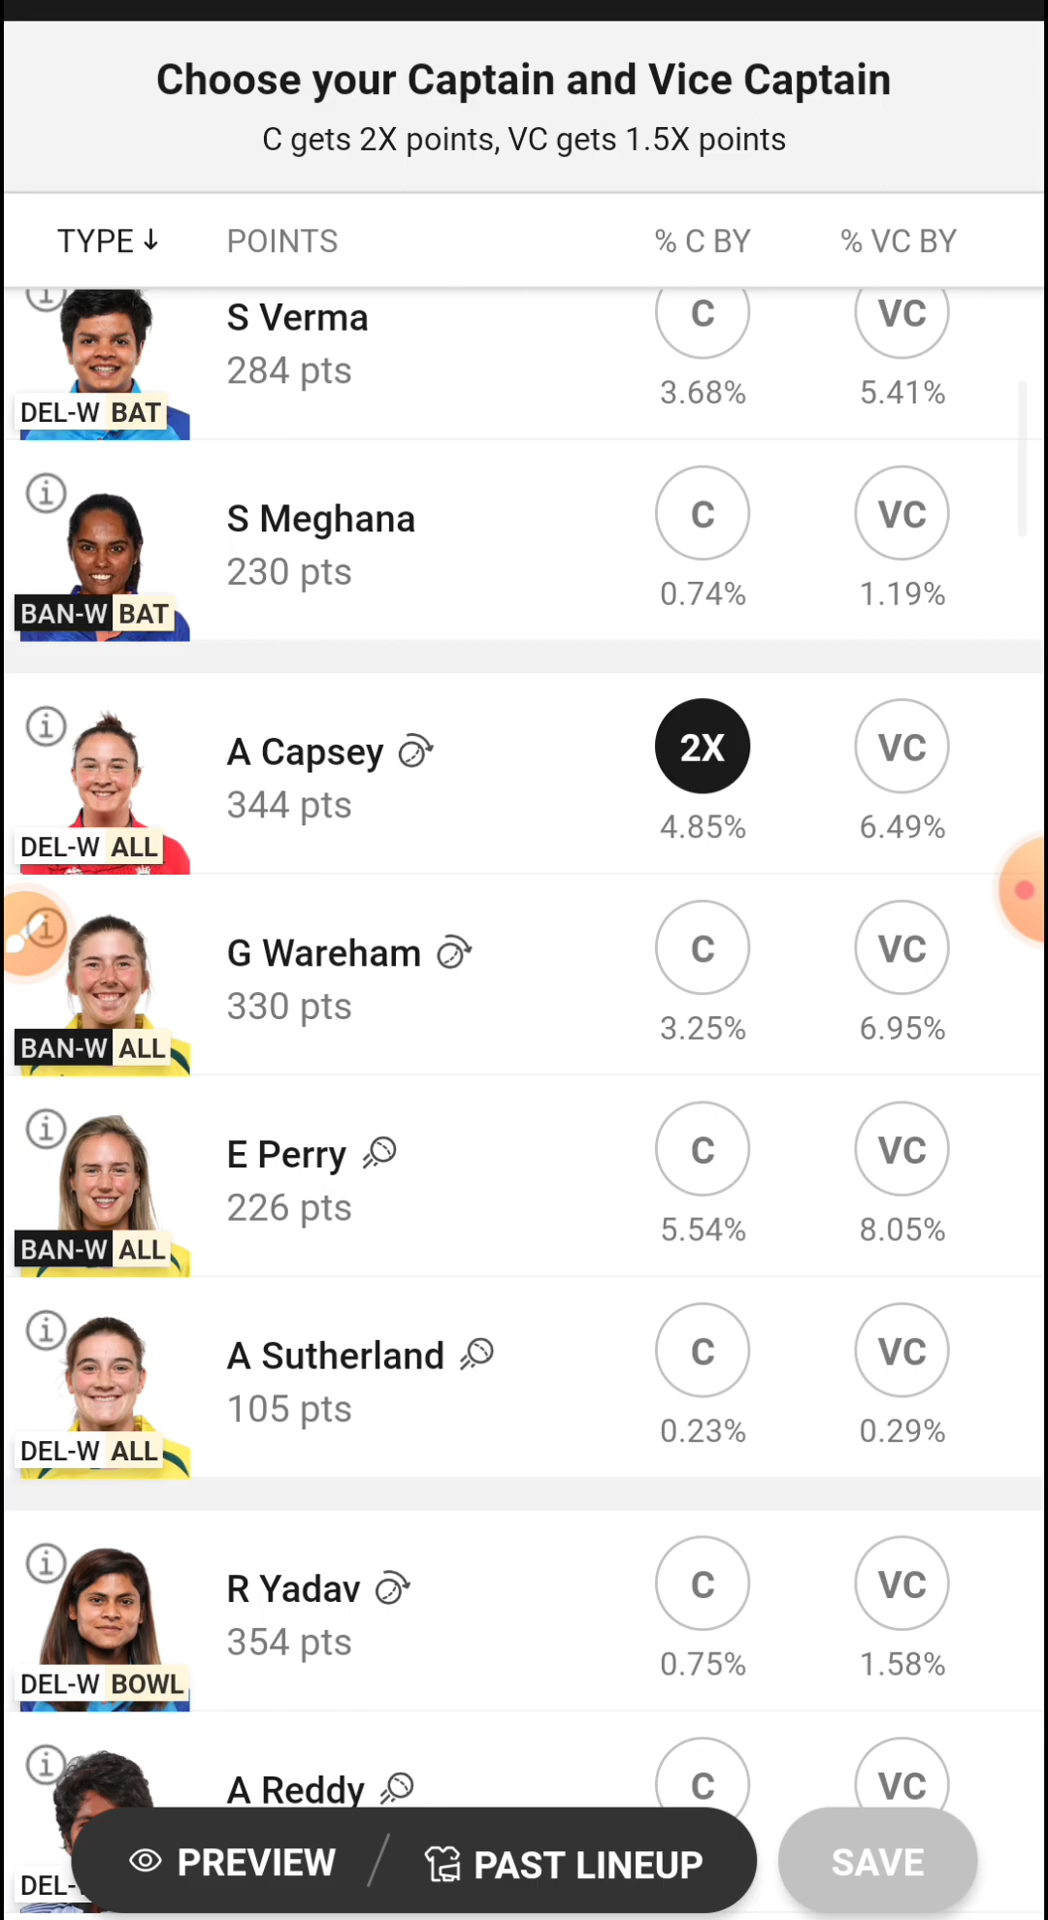 Choose your Captain and Vice Captain
C gets 2X points, VC gets 1.5X points
TYPE ↓ POINTS % C BY % VC BY
S Verma C VC
284 pts 3.68% 5.41%
DEL-W BAT
S Meghana C VC
230 pts 0.74% 1.19%
BAN-W BAT
A Capsey 2X VC
344 pts 4.85% 6.49%
DEL-W ALL
G Wareham C VC
330 pts 3.25% 6.95%
BAN-W ALL
E Perry C VC
226 pts 5.54% 8.05%
BAN-W ALL
A Sutherland C VC
105 pts 0.23% 0.29%
DEL-W ALL
R Yadav C VC
354 pts 0.75% 1.58%
DEL-W BOWL
A Reddy C VC
PREVIEW / PAST LINEUP SAVE
DEL-